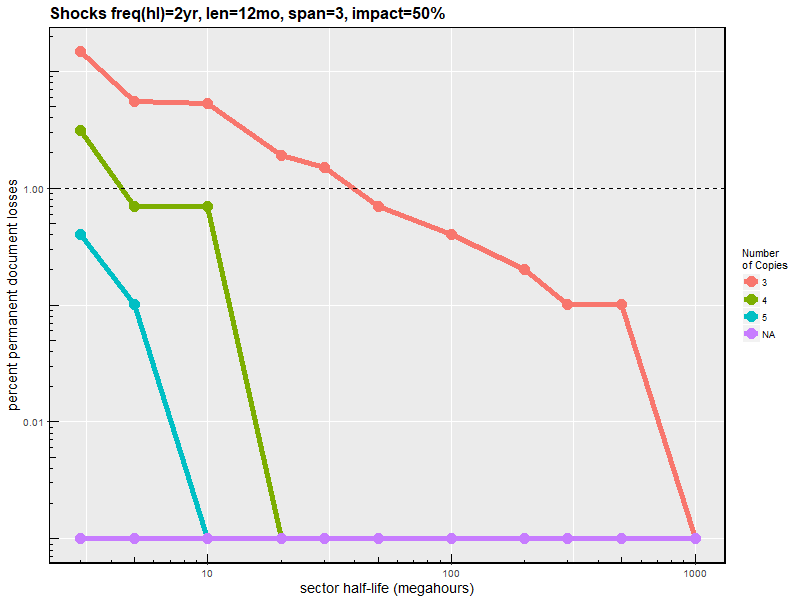 Shocks freq(hl)=2yr, len=12mo, span=3, impact=50%
percent permanent document losses
1.00
0.01
10
100
1000
sector half-life (megahours)
Number
of Copies
3
4
5
NA